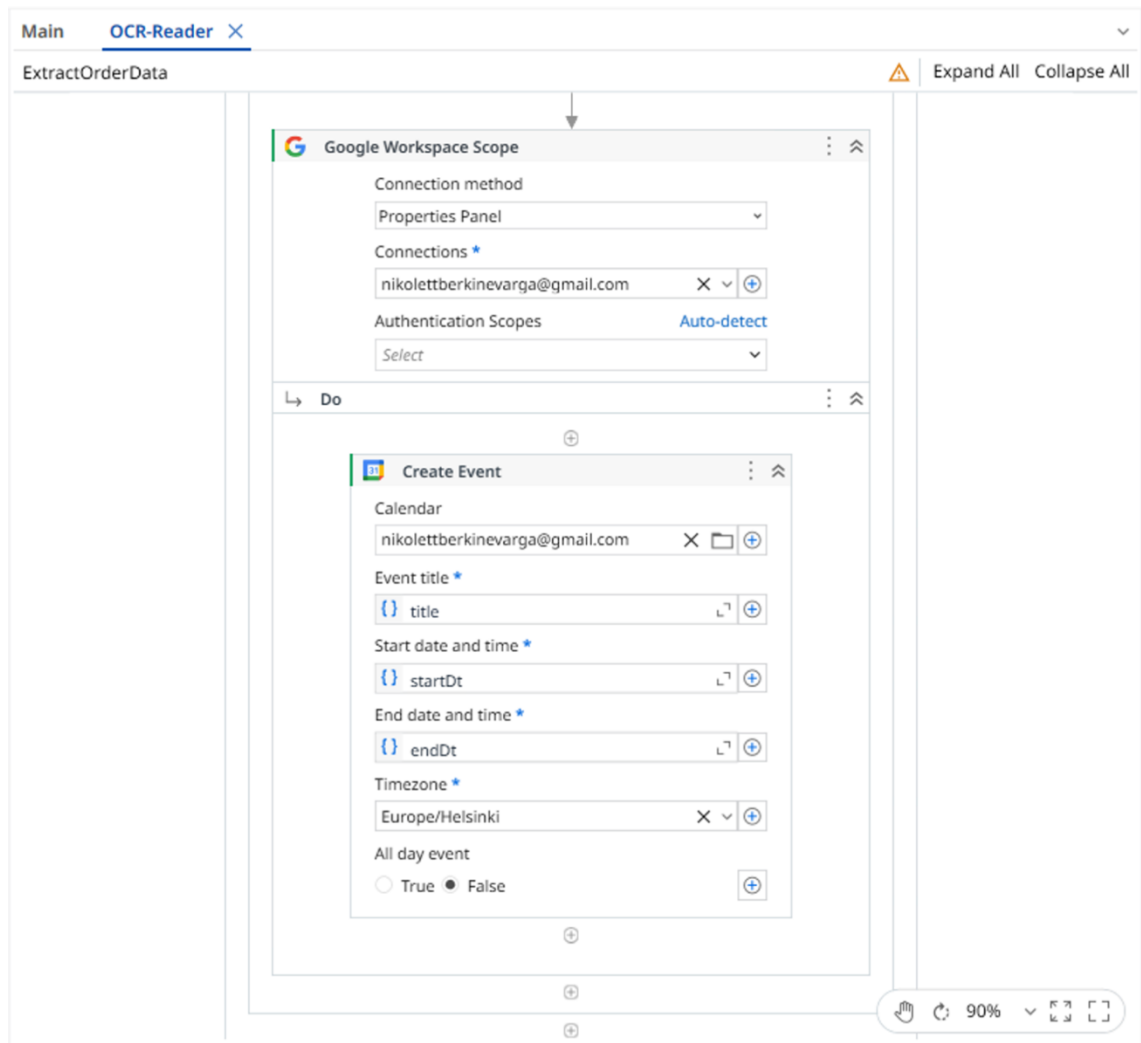 Main OCR-Reader
ExtractOrderData Expand All Collapse All
Google Workspace Scope
Connection method
Properties Panel
Connections *
nikolettberkinevarga@gmail.com
Authentication Scopes Auto-detect
Select
Do
31 Create Event
Calendar
nikolettberkinevarga@gmail.com
Event title *
{} title
Start date and time *
{} startDt
End date and time *
{} endDt
Timezone *
Europe/Helsinki
All day event
True False
90%